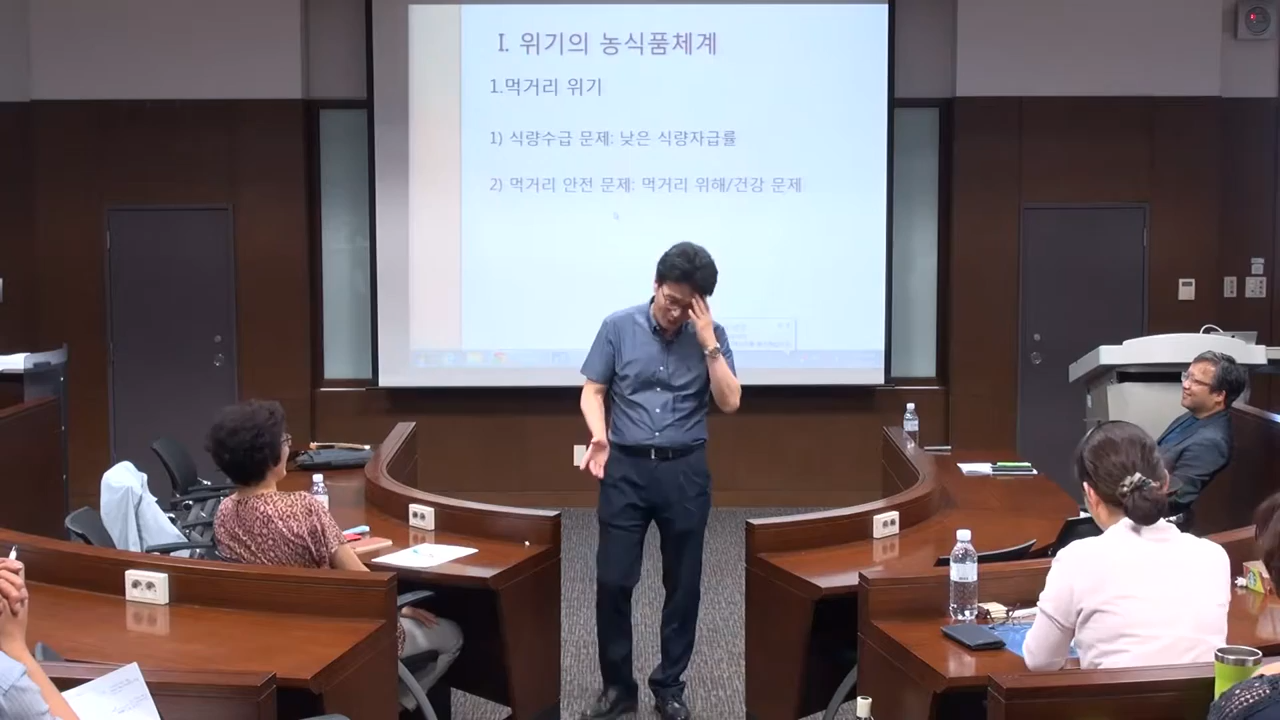 I. 위기의 농식품체계
1.먹거리 위기
1) 식량수급 문제: 낮은 식량자급률
2) 먹거리 안전 문제: 먹거리 위해/건강 문제